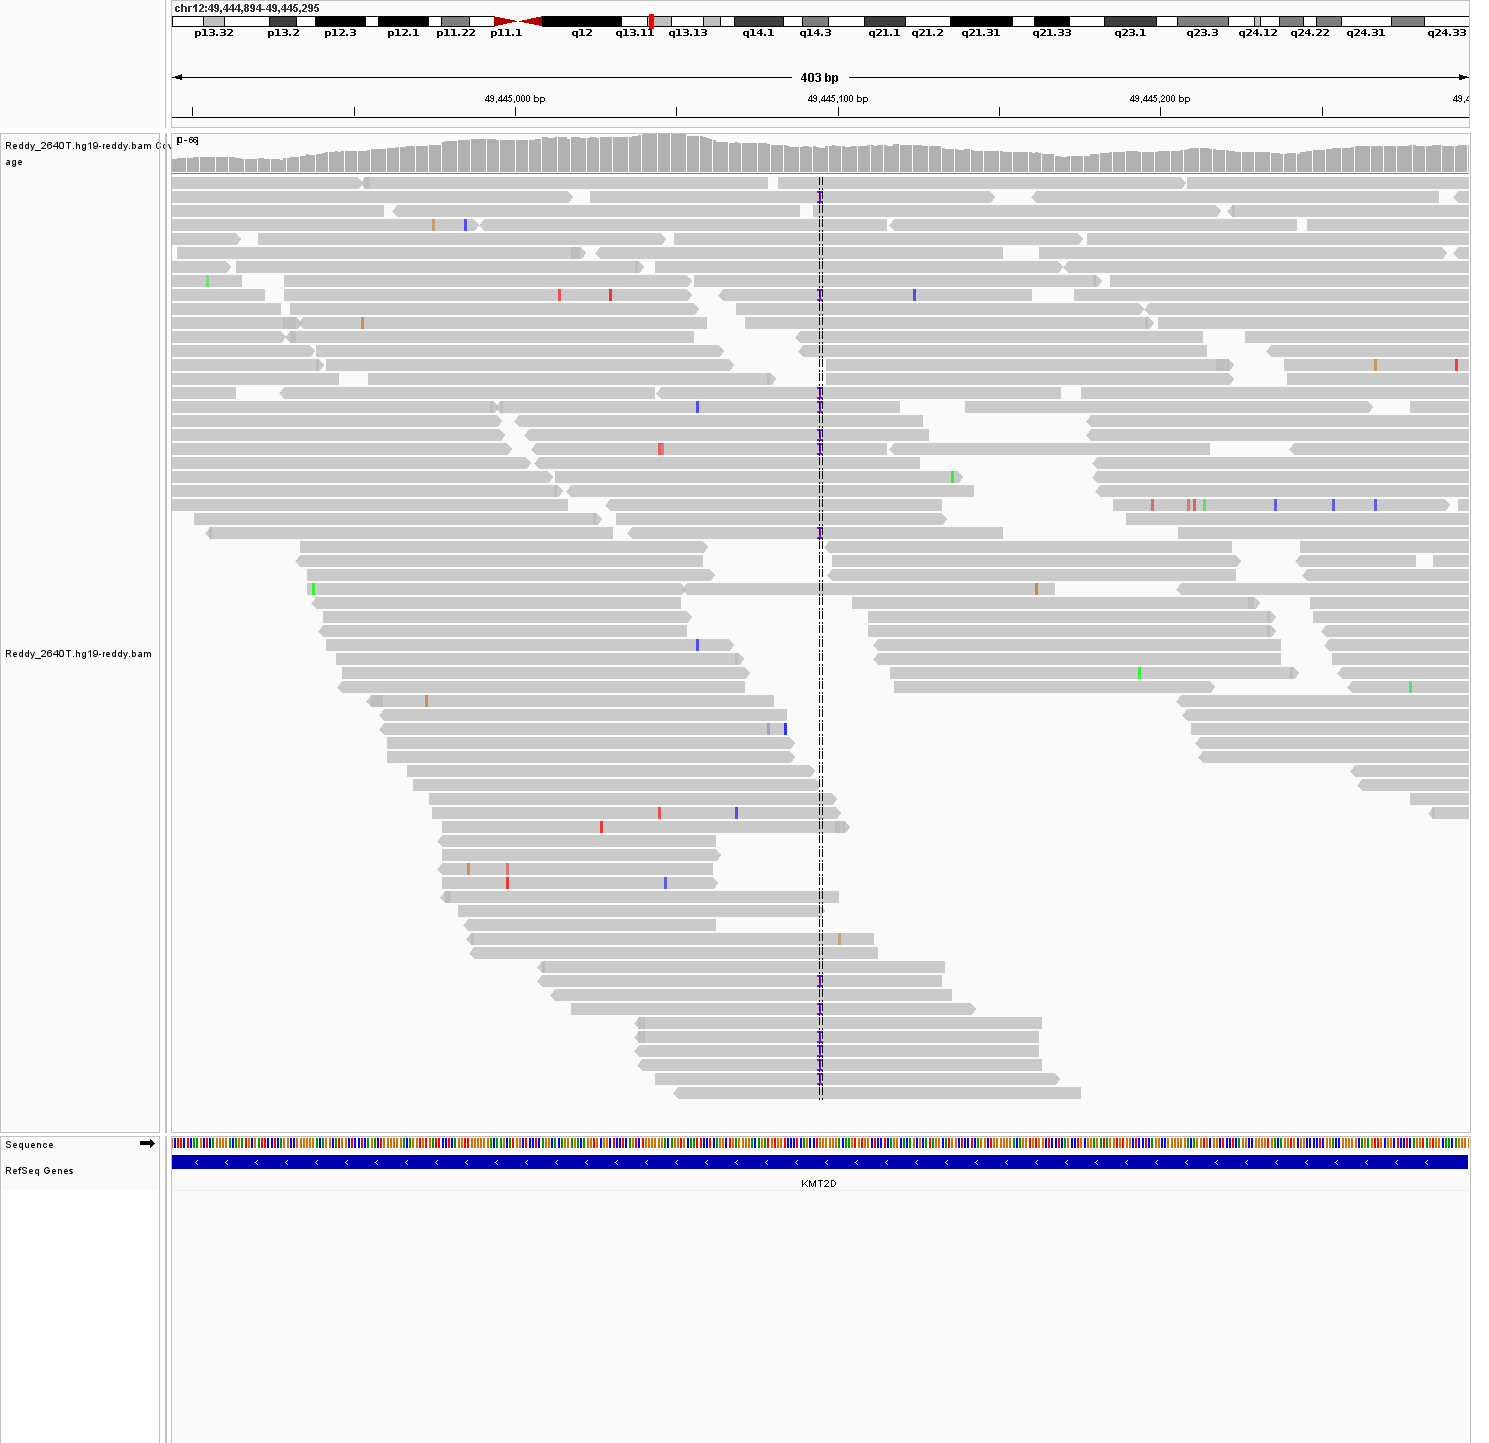 chr12:49,444,894-49,445,295
p13.32 p13.2 p12.3 p12.1 p11.22 p11.1 q12 q13.11 q13.13 q14.1 q14.3 q21.1 q21.2 q21.31 q21.33 q23.1 q23.3 q24.12 q24.22 q24.31 q24.33
403 bp
49,445,000 bp 49,445,100 bp 49,445,200 bp 49,4
[0 - 66]
Reddy_2640T.hg19-reddy.bam Cov
age
Reddy_2640T.hg19-reddy.bam
Sequence
RefSeq Genes
KMT2D